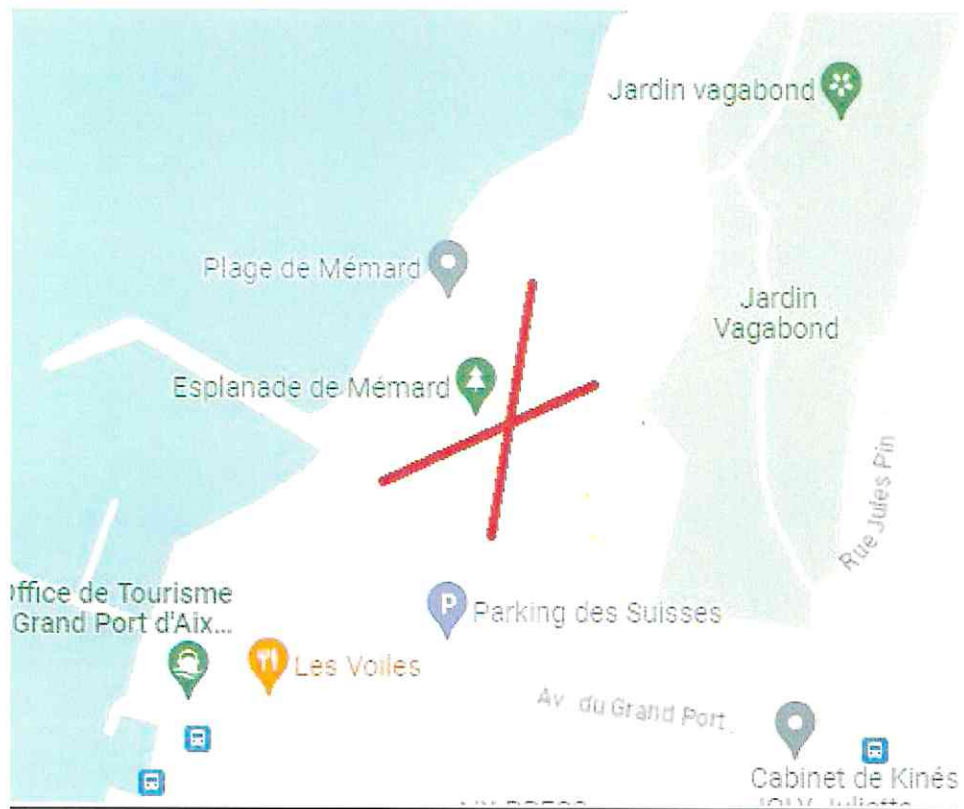 Jardin vagabond
Plage de Mémard
Jardin
Vagabond
Esplanade de Mémard
Rue Jules Pin
ffice de Tourisme
Grand Port d'Aix...
P
Parking des Suisses
Les Voiles
Av. du Grand Port
Cabinet de Kinés